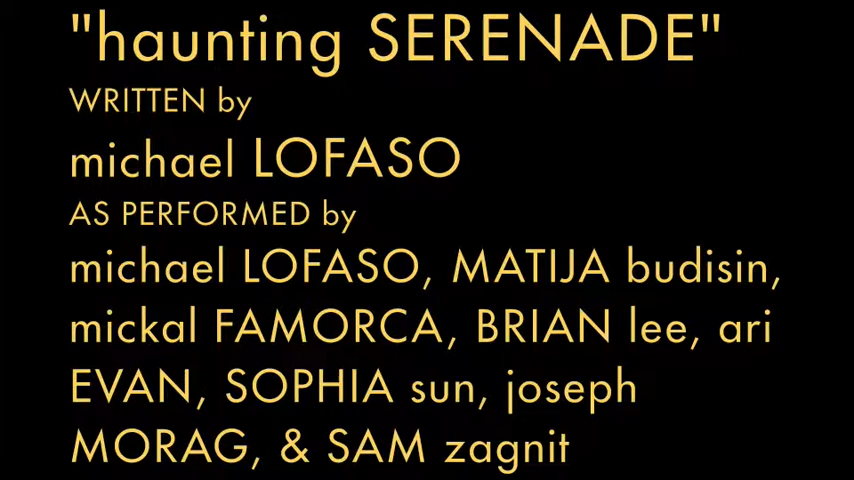 "haunting SERENADE"
WRITTEN by
michael LOFASO
AS PERFORMED by
michael LOFASO, MATIJA budisin,
mickal FAMORCA, BRIAN lee, ari
EVAN, SOPHIA sun, joseph
MORAG, & SAM zagnit